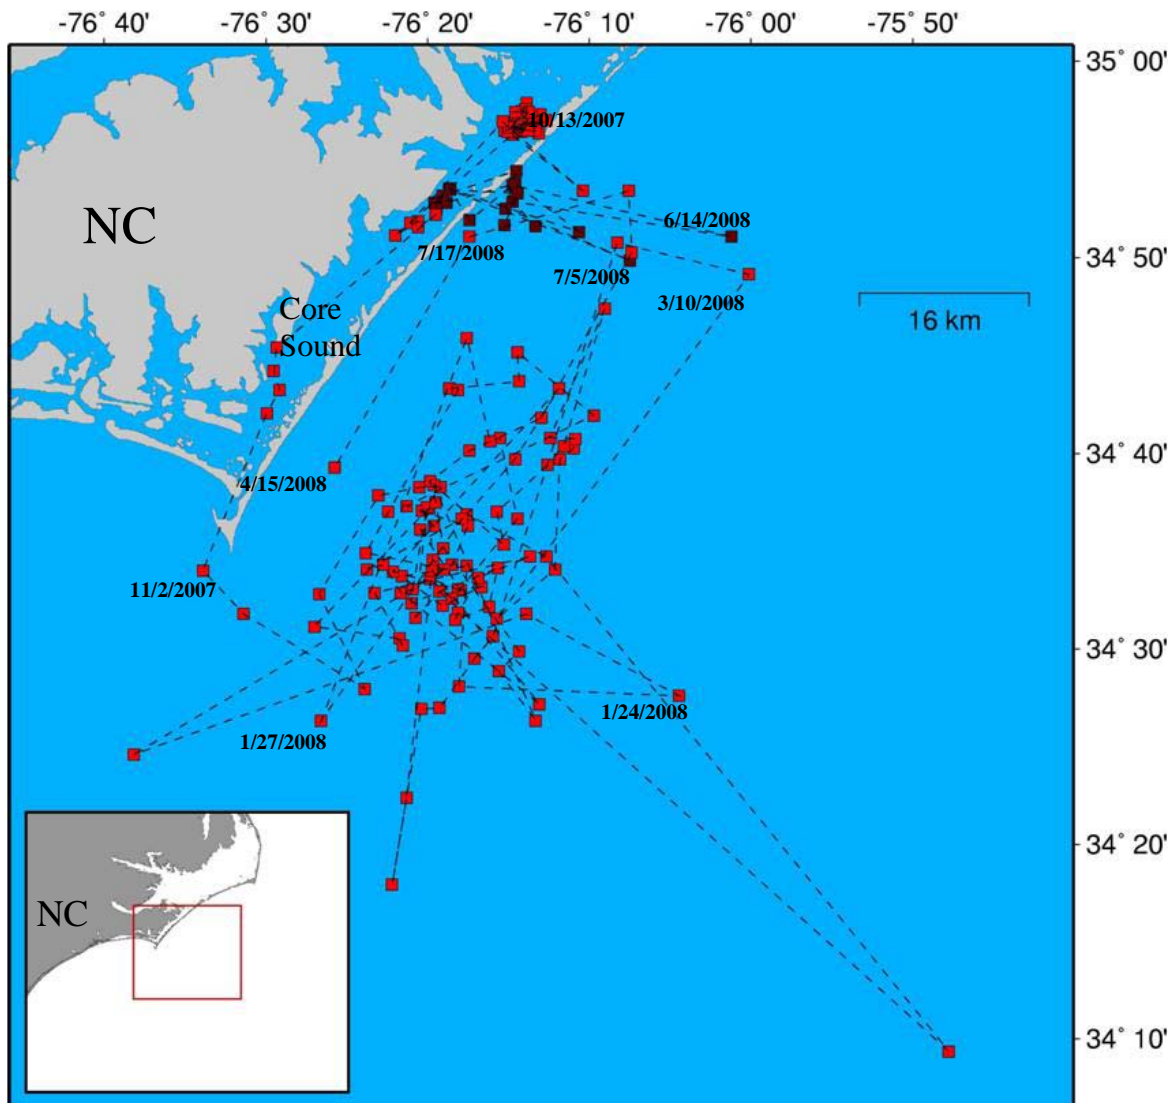 -76° 40' -76° 30' -76° 20' -76° 10' -76° 00' -75° 50'
35° 00'
10/13/2007
NC
6/14/2008
7/17/2008
34° 50'
7/5/2008
3/10/2008
Core
Sound
16 km
34° 40'
4/15/2008
11/2/2007
34° 30'
1/24/2008
1/27/2008
34° 20'
NC
34° 10'